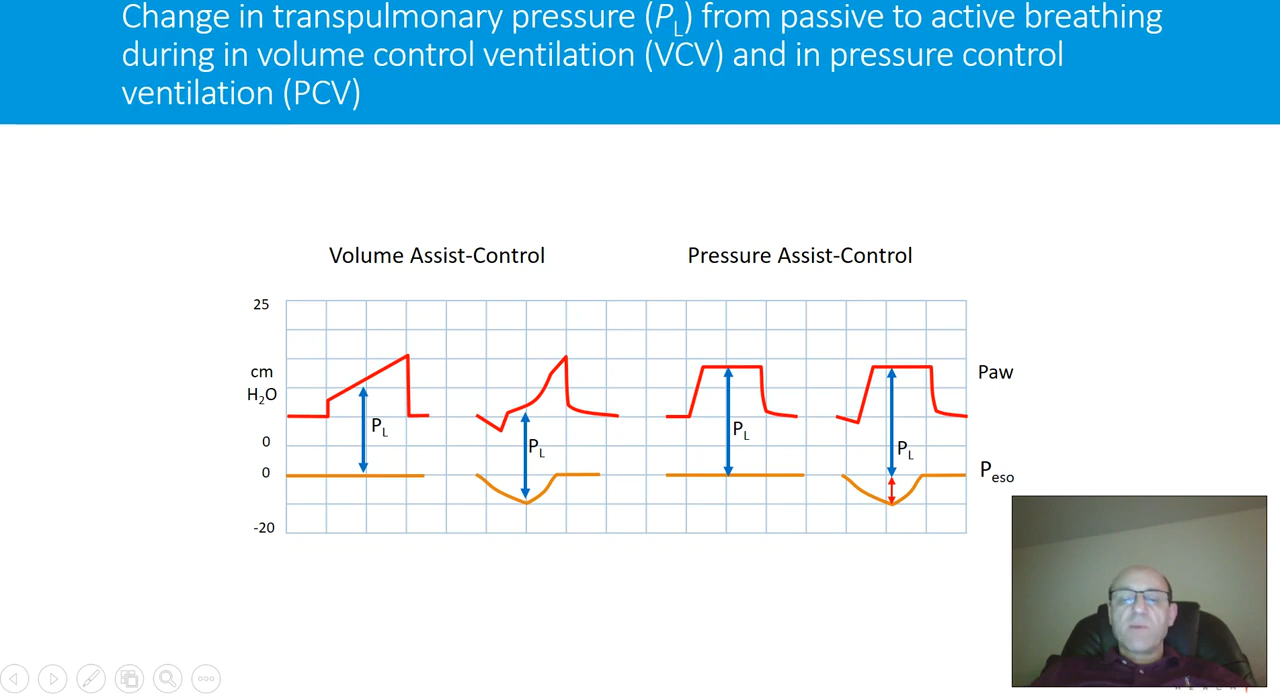 Change in transpulmonary pressure (PL) from passive to active breathing
during in volume control ventilation (VCV) and in pressure control
ventilation (PCV)
Volume Assist-Control
Pressure Assist-Control
25
cm
H2O
0
0
-20
PL
PL
PL
PL
Paw
Peso